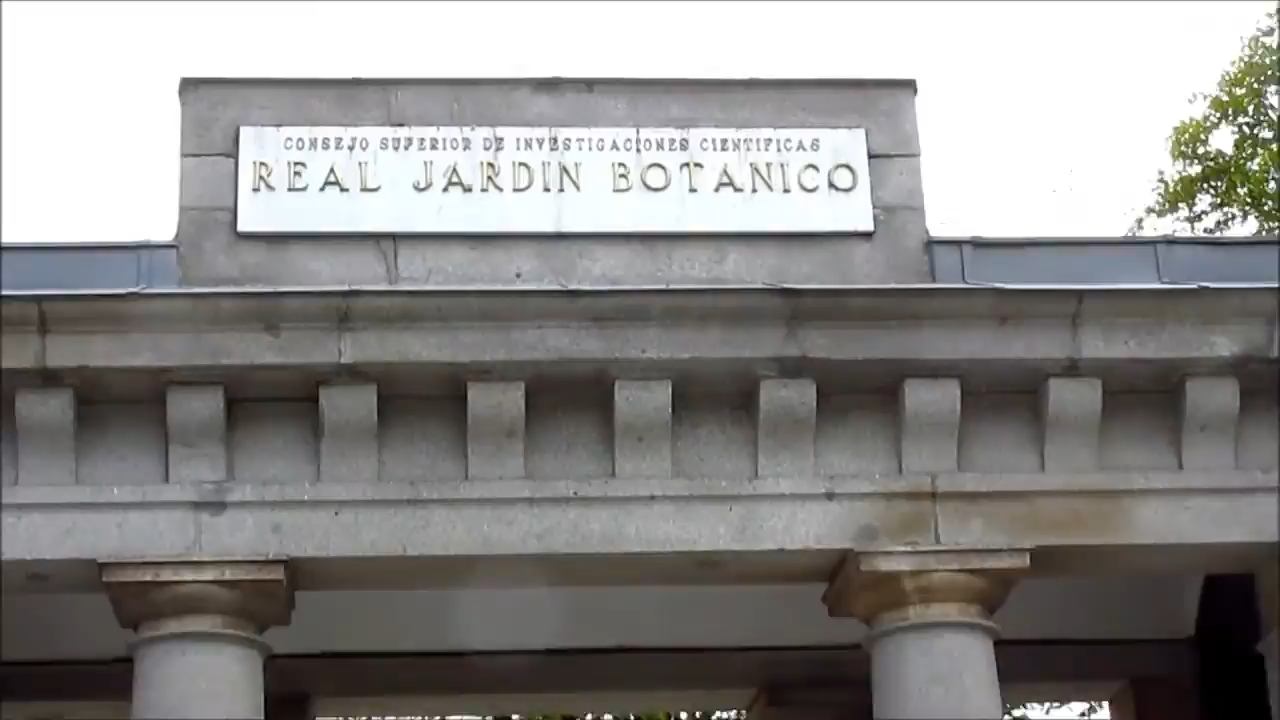 CONSEJO SUPERIOR DE INVESTIGACIONES CIENTIFICAS
REAL JARDIN BOTANICO